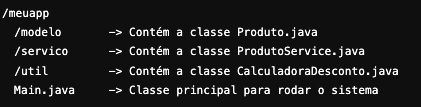 /meuapp
/modelo -> Contém a classe Produto.java
/servico -> Contém a classe ProdutoService.java
/util -> Contém a classe CalculadoraDesconto.java
Main.java -> Classe principal para rodar o sistema